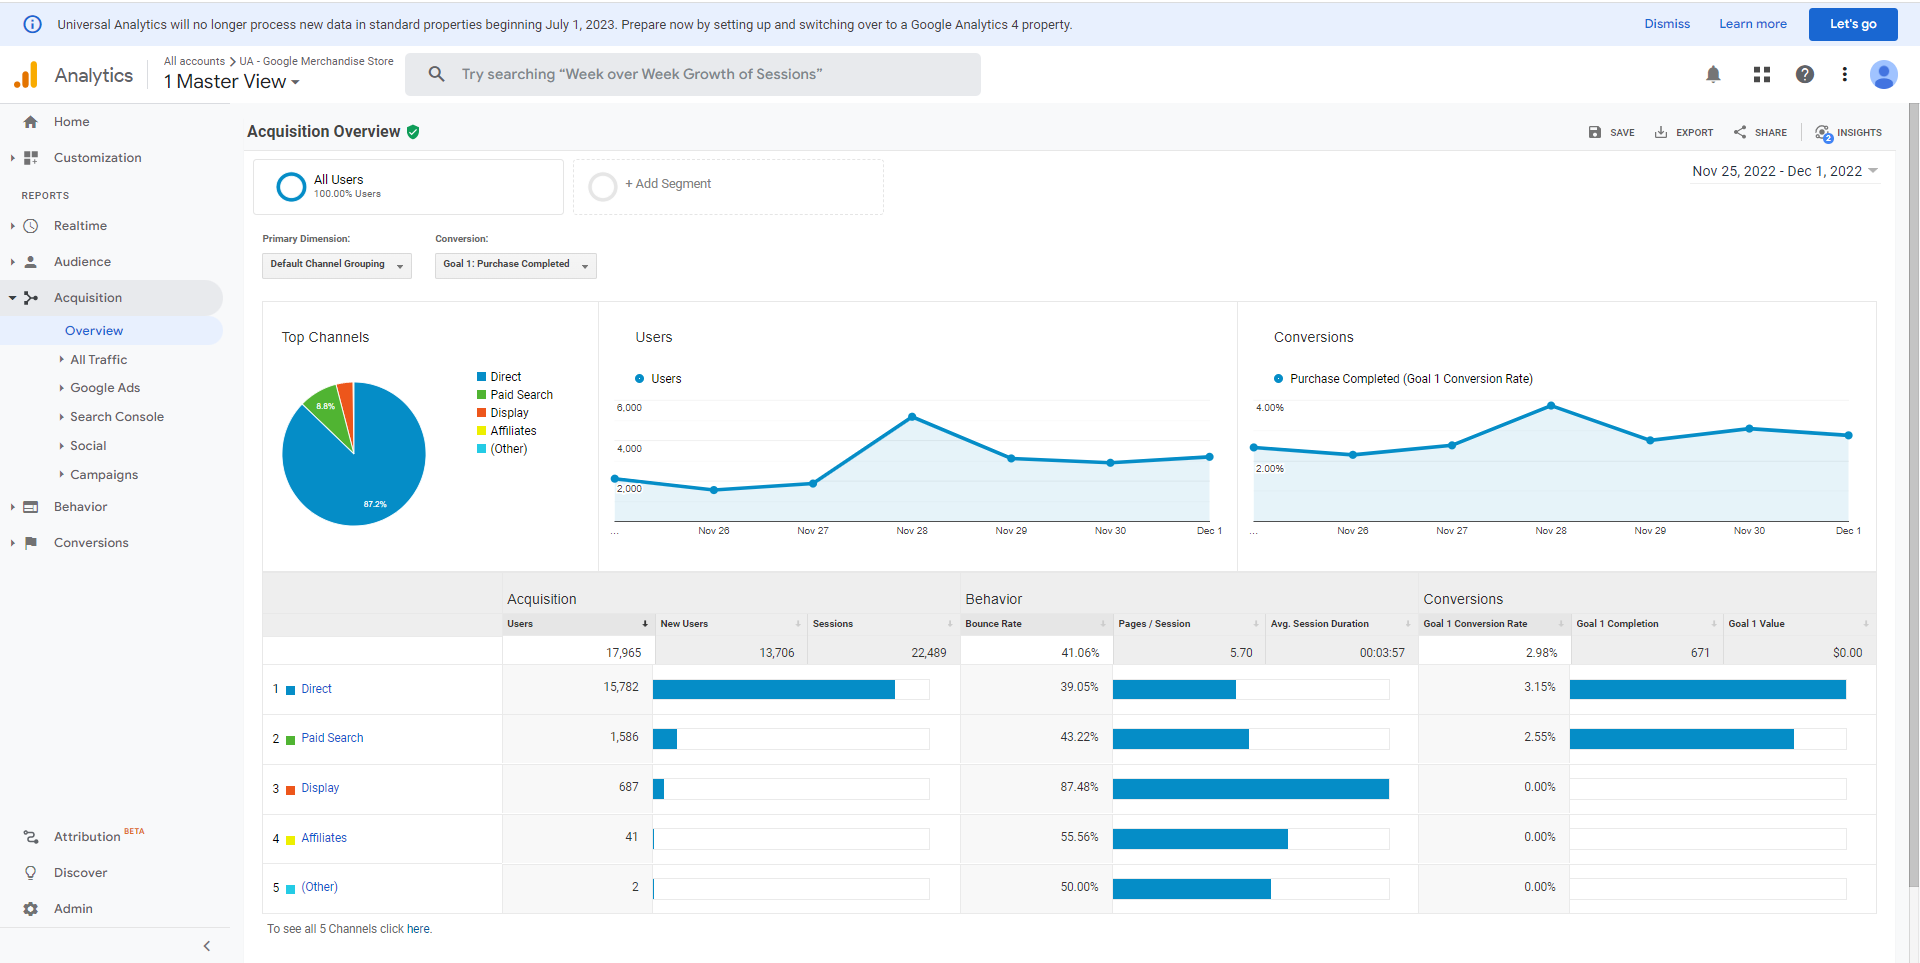 Universal Analytics will no longer process new data in standard properties beginning July 1, 2023. Prepare now by setting up and switching over to a Google Analytics 4 property.
Dismiss
Learn more
Let's go
Analytics
All accounts > UA - Google Merchandise Store
1 Master View
Try searching “Week over Week Growth of Sessions”
Home
Customization
REPORTS
Realtime
Audience
Acquisition
Overview
All Traffic
Google Ads
Search Console
Social
Campaigns
Behavior
Conversions
Attribution BETA
Discover
Admin
Acquisition Overview
SAVE
EXPORT
SHARE
2
INSIGHTS
All Users
100.00% Users
+ Add Segment
Nov 25, 2022 - Dec 1, 2022
Primary Dimension:
Conversion:
Default Channel Grouping
Goal 1: Purchase Completed
Top Channels
Direct
Paid Search
Display
Affiliates
(Other)
8.8%
87.2%
Users
Users
6,000
4,000
2,000
... Nov 26 Nov 27 Nov 28 Nov 29 Nov 30 Dec 1
Conversions
Purchase Completed (Goal 1 Conversion Rate)
4.00%
2.00%
... Nov 26 Nov 27 Nov 28 Nov 29 Nov 30 Dec 1
Acquisition Behavior Conversions
Users New Users Sessions Bounce Rate Pages / Session Avg. Session Duration Goal 1 Conversion Rate Goal 1 Completion Goal 1 Value
17,965 13,706 22,489 41.06% 5.70 00:03:57 2.98% 671 $0.00
1 Direct 15,782 39.05% 3.15%
2 Paid Search 1,586 43.22% 2.55%
3 Display 687 87.48% 0.00%
4 Affiliates 41 55.56% 0.00%
5 (Other) 2 50.00% 0.00%
To see all 5 Channels click here.